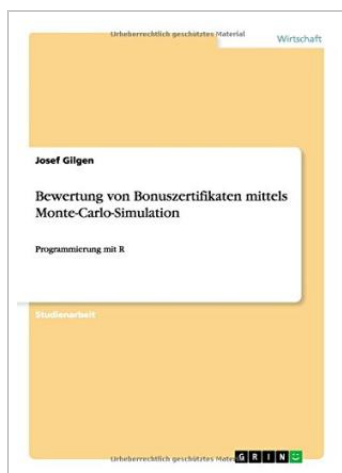 Urheberrechtlich geschütztes Material
Wirtschaft
Josef Gilgen
Bewertung von Bonuszertifikaten mittels
Monte-Carlo-Simulation
Programmierung mit R
Studienarbeit
Urheberrechtlich geschütztes Material
GRIN